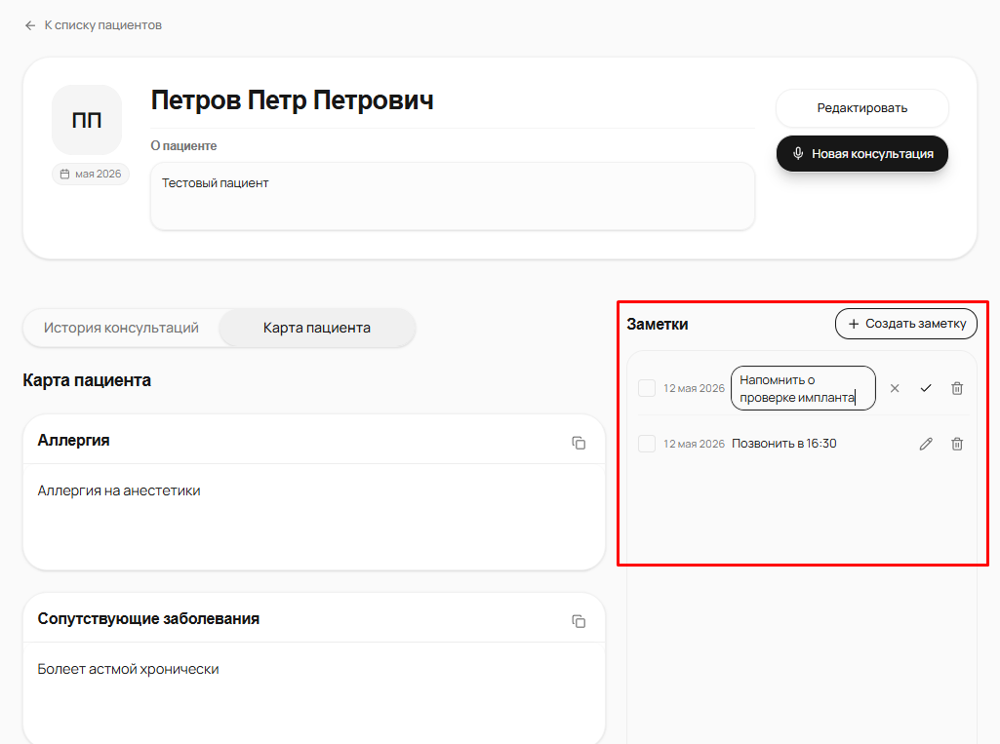 К списку пациентов
ПП
мая 2026
Петров Петр Петрович
О пациенте
Тестовый пациент
Редактировать
Новая консультация
История консультаций
Карта пациента
Карта пациента
Аллергия
Аллергия на анестетики
Сопутствующие заболевания
Болеет астмой хронически
Заметки
+ Создать заметку
12 мая 2026
Напомнить о
проверке импланта
12 мая 2026 Позвонить в 16:30